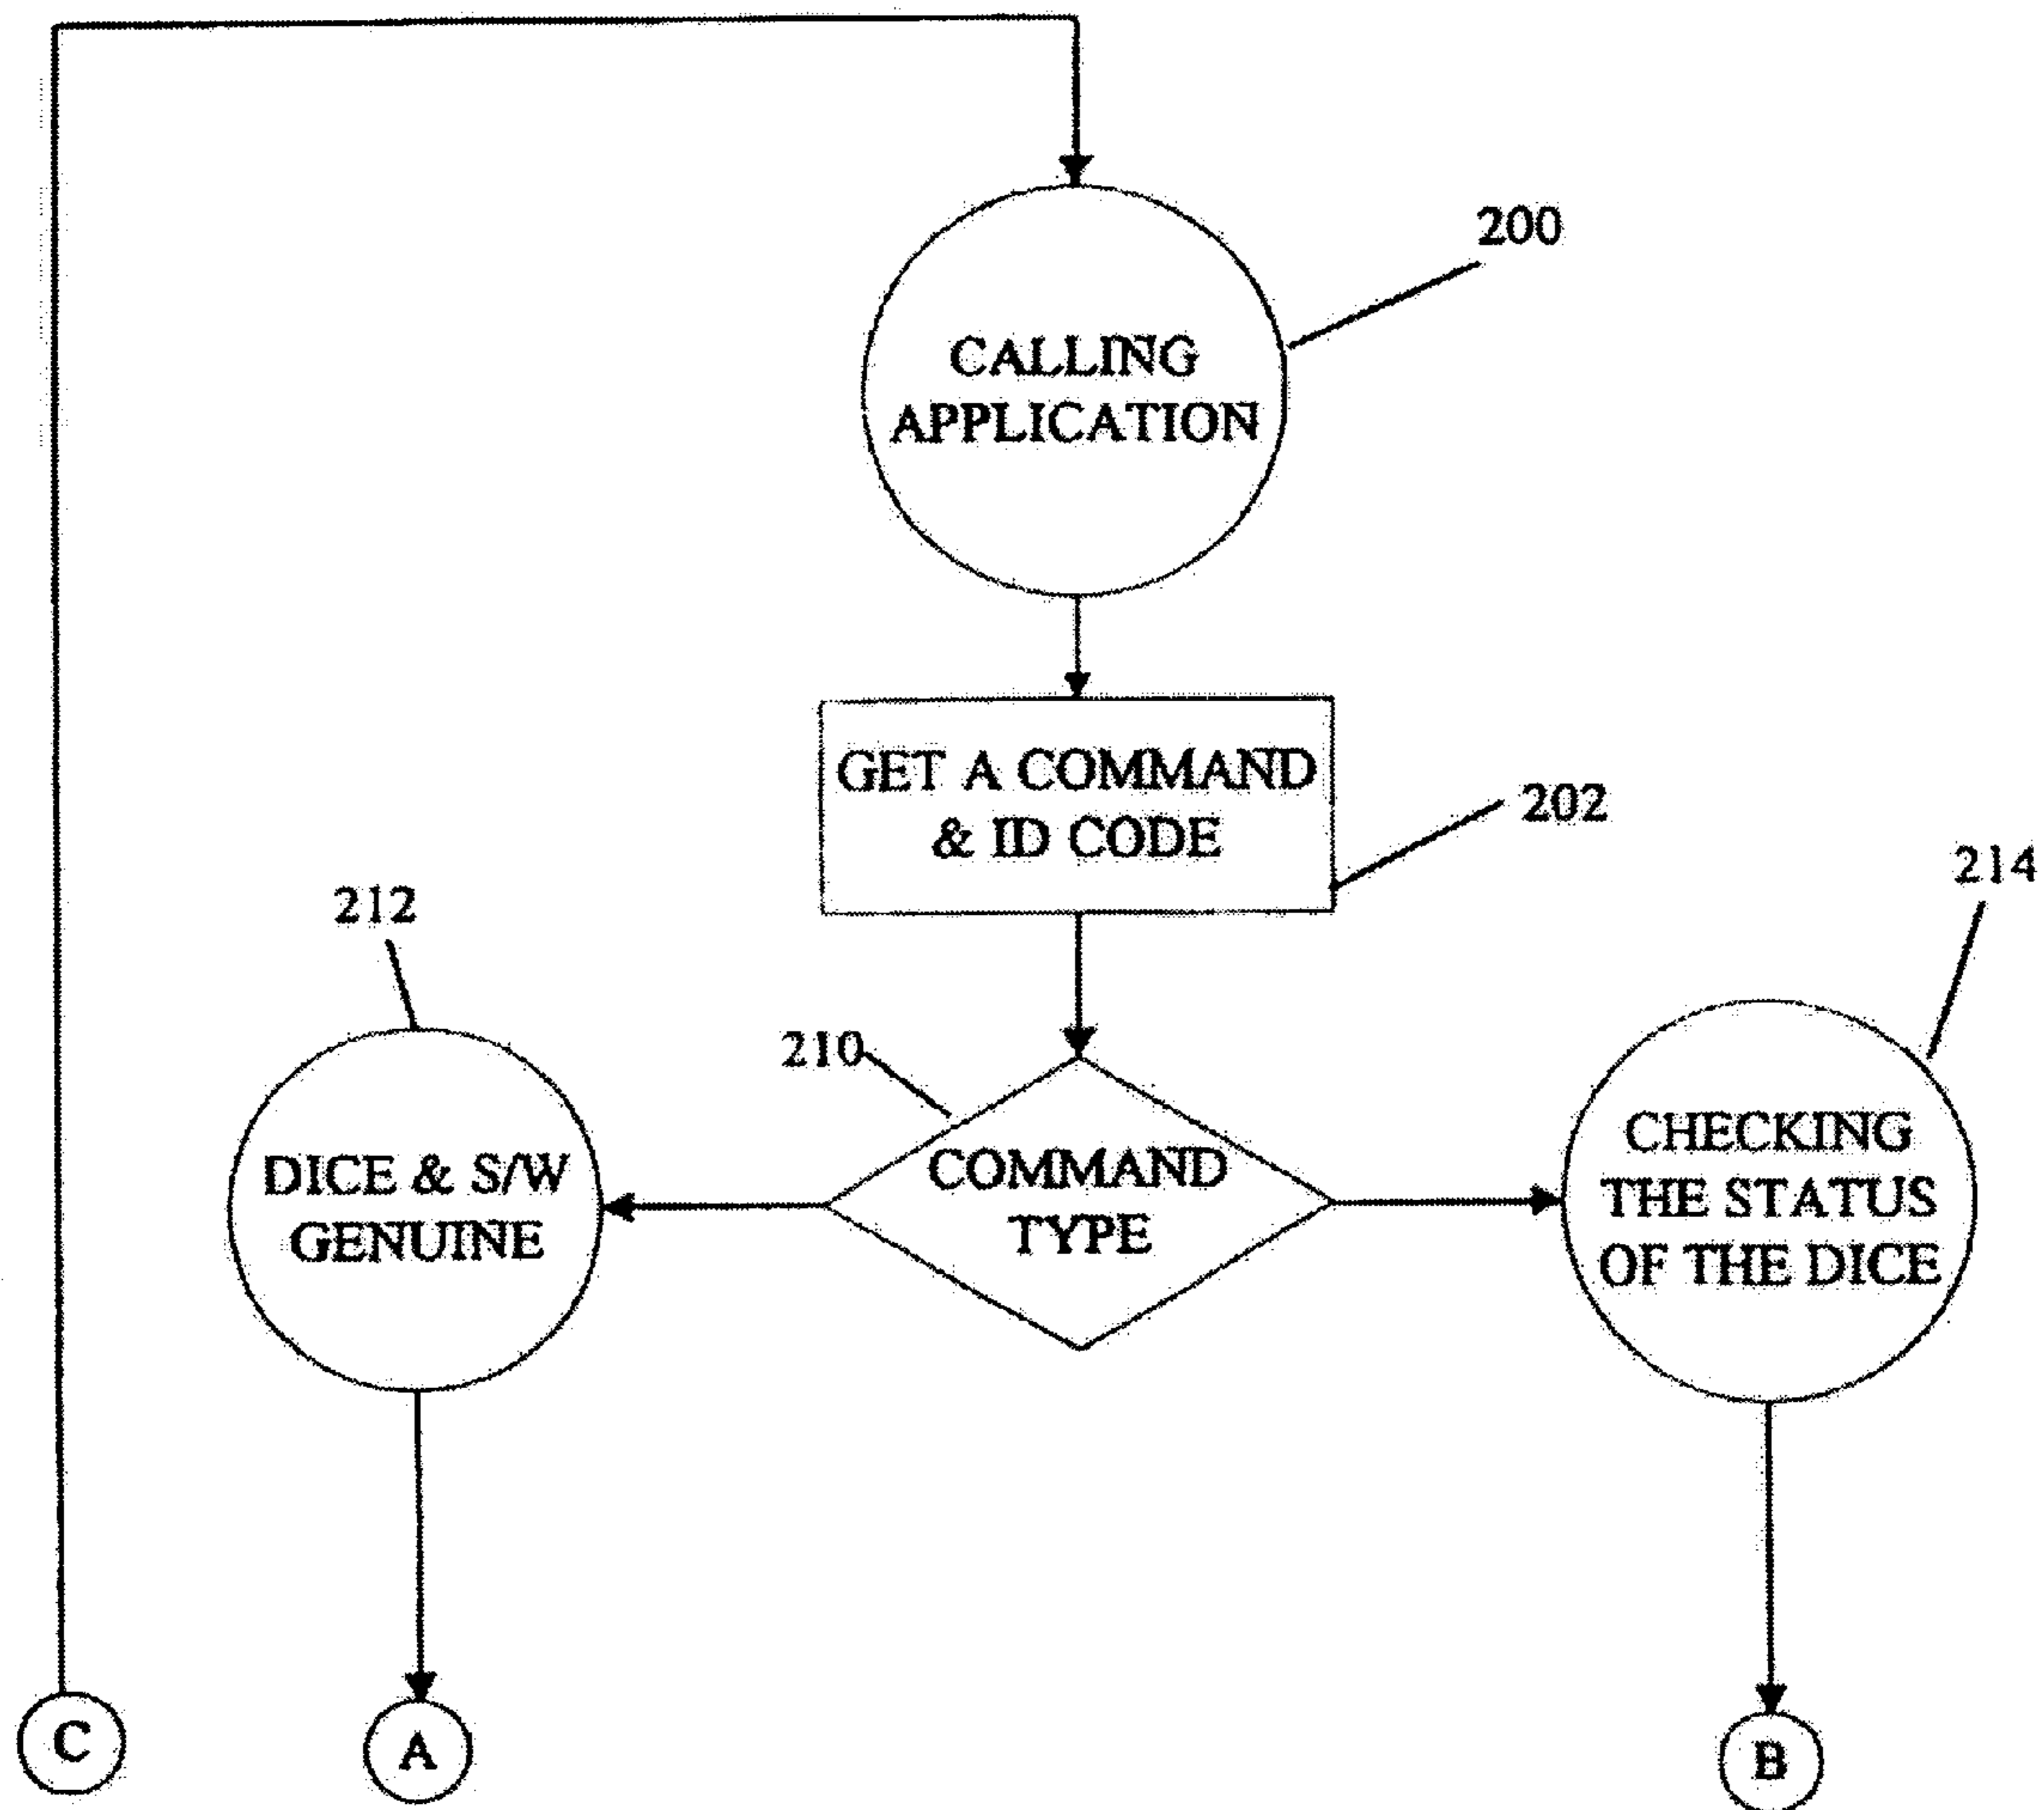 200
CALLING
APPLICATION
GET A COMMAND
& ID CODE
202
212
214
210
DICE & S/W
GENUINE
COMMAND
TYPE
CHECKING
THE STATUS
OF THE DICE
C
A
B